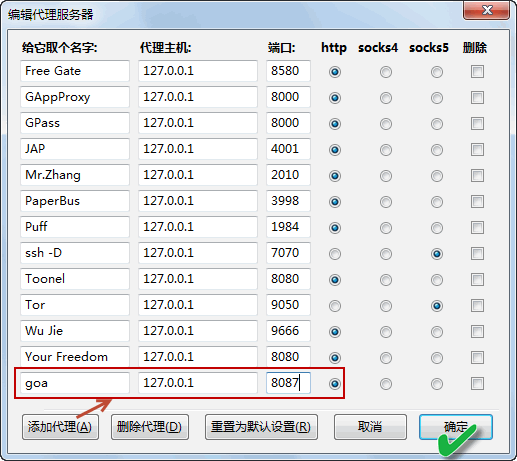 编辑代理服务器
给它取个名字: 代理主机: 端口: http socks4 socks5 删除
Free Gate 127.0.0.1 8580
GAppProxy 127.0.0.1 8000
GPass 127.0.0.1 8000
JAP 127.0.0.1 4001
Mr.Zhang 127.0.0.1 2010
PaperBus 127.0.0.1 3998
Puff 127.0.0.1 1984
ssh -D 127.0.0.1 7070
Toonel 127.0.0.1 8080
Tor 127.0.0.1 9050
Wu Jie 127.0.0.1 9666
Your Freedom 127.0.0.1 8080
goa 127.0.0.1 8087
添加代理(A) 删除代理(D) 重置为默认设置(R) 取消 确定